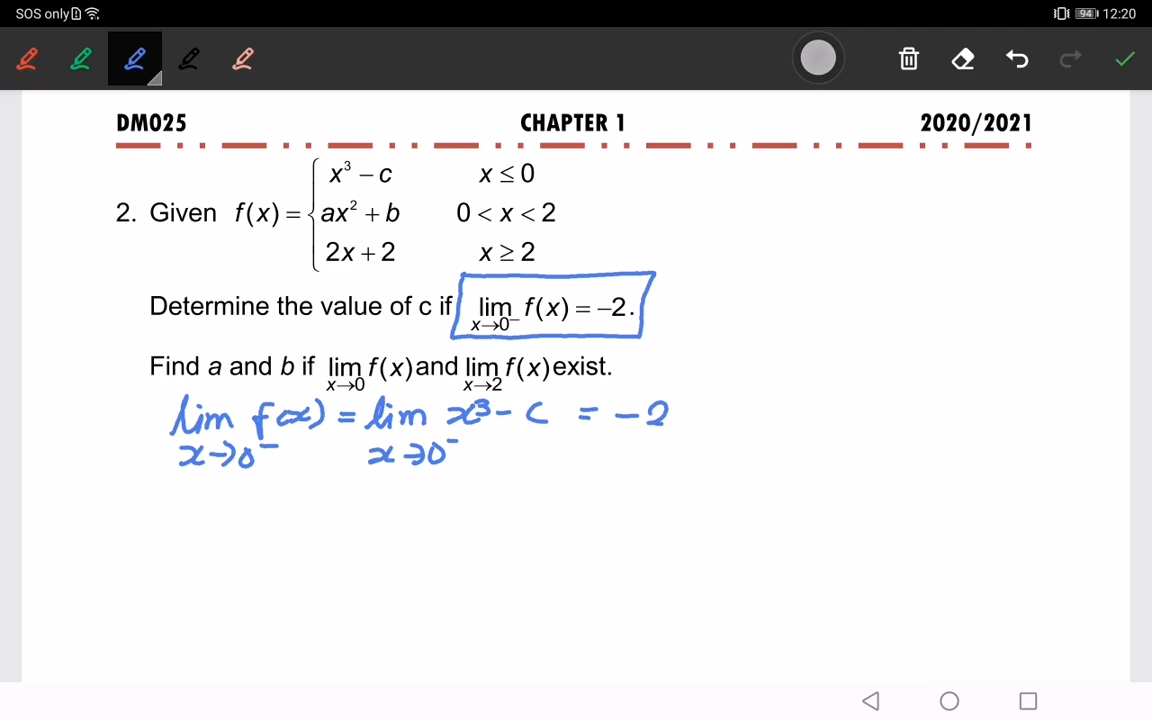 SOS only 94 12:20
DM025 CHAPTER 1 2020/2021
x³ − c x ≤ 0
2. Given f(x) = { ax² + b 0 < x < 2
2x + 2 x ≥ 2
Determine the value of c if lim f(x) = −2.
x→0⁻
Find a and b if lim f(x) and lim f(x) exist.
x→0 x→2
lim f(x) = lim x³ − c = −2
x→0⁻ x→0⁻